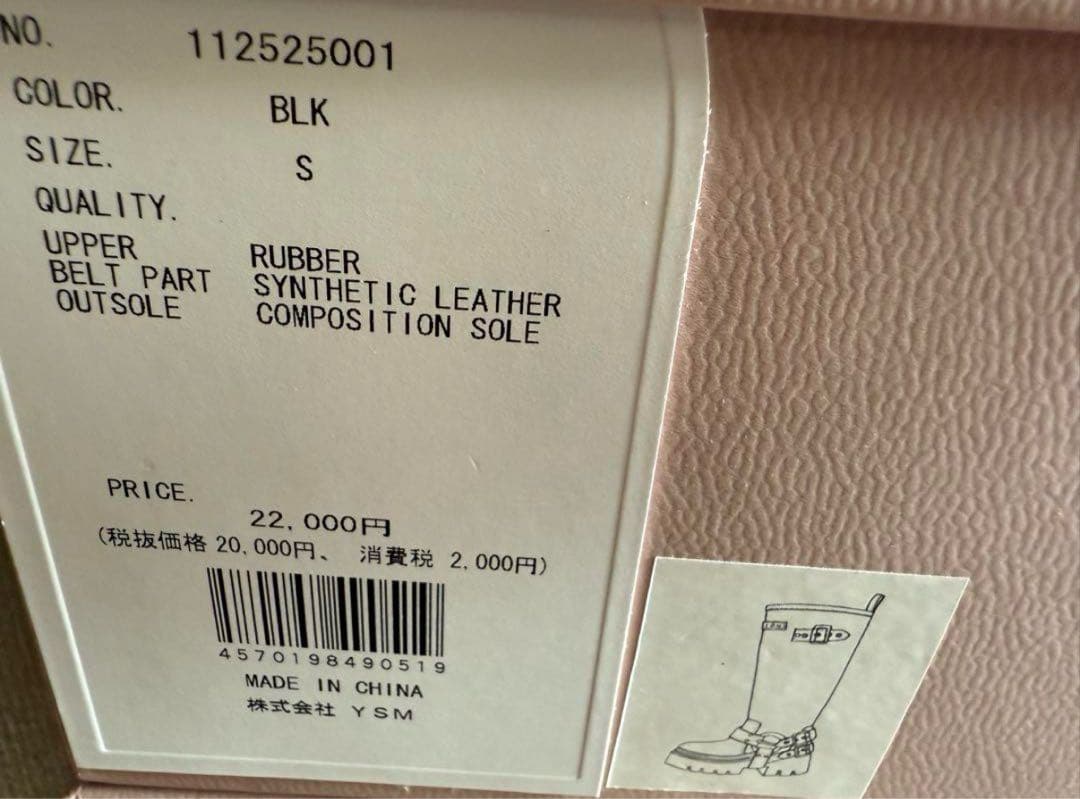 NO. 112525001
COLOR. BLK
SIZE. S
QUALITY.
UPPER RUBBER
BELT PART SYNTHETIC LEATHER
OUTSOLE COMPOSITION SOLE
PRICE.
22,000円
(税抜価格 20,000円、 消費税 2,000円)
4570198490519
MADE IN CHINA
株式会社 YSM